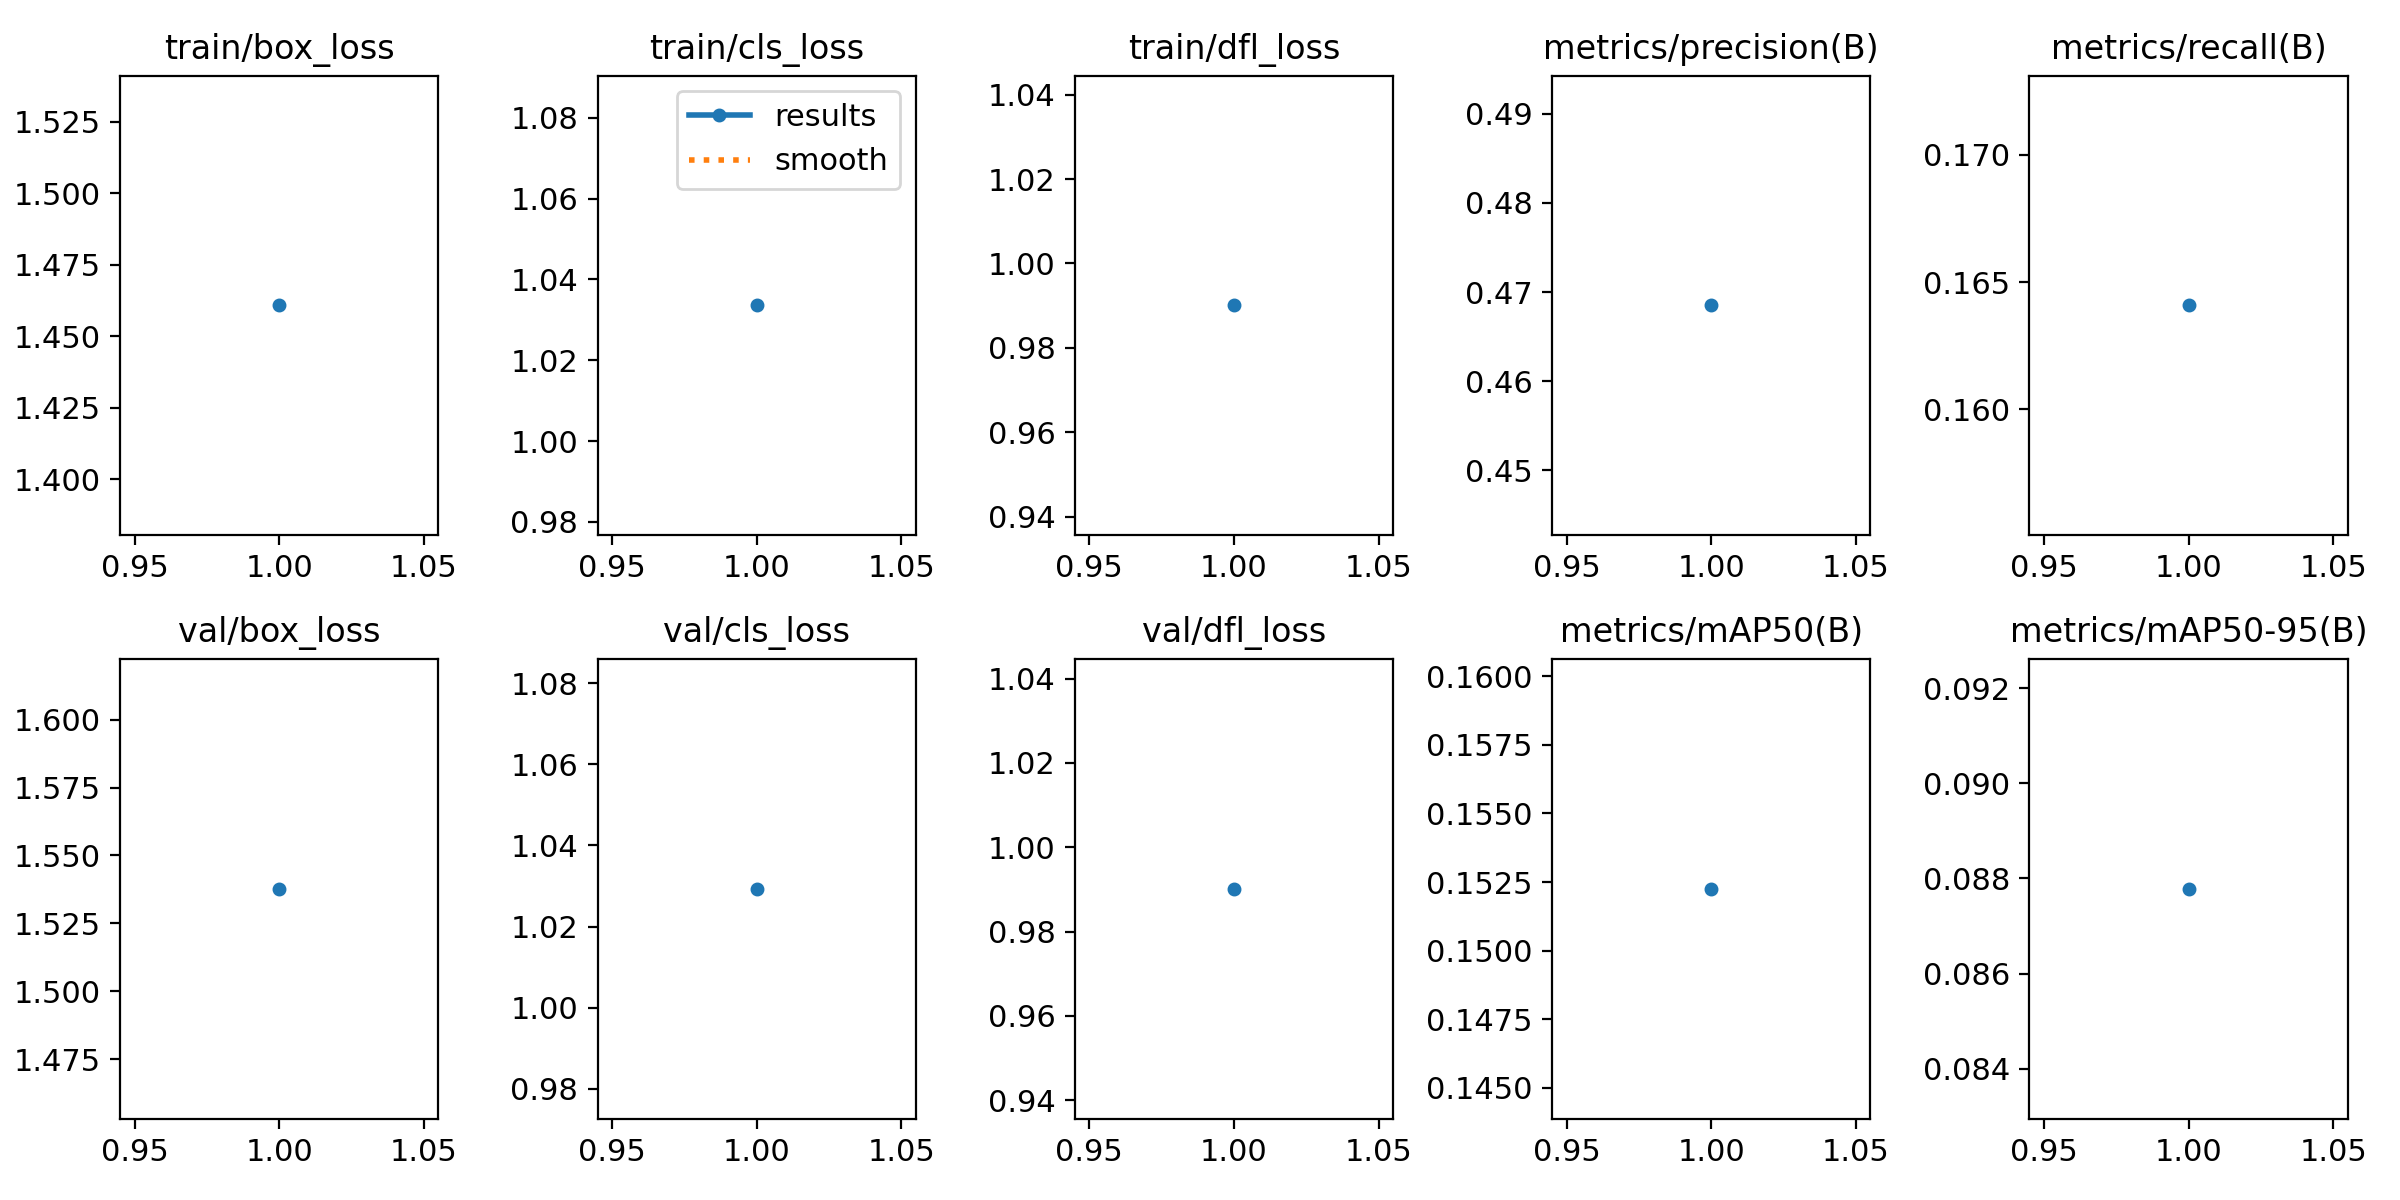 train/box_loss
1.525
1.500
1.475
1.450
1.425
1.400
0.95 1.00 1.05
train/cls_loss
results
smooth
1.08
1.06
1.04
1.02
1.00
0.98
0.95 1.00 1.05
train/dfl_loss
1.04
1.02
1.00
0.98
0.96
0.94
0.95 1.00 1.05
metrics/precision(B)
0.49
0.48
0.47
0.46
0.45
0.95 1.00 1.05
metrics/recall(B)
0.170
0.165
0.160
0.95 1.00 1.05
val/box_loss
1.600
1.575
1.550
1.525
1.500
1.475
0.95 1.00 1.05
val/cls_loss
1.08
1.06
1.04
1.02
1.00
0.98
0.95 1.00 1.05
val/dfl_loss
1.04
1.02
1.00
0.98
0.96
0.94
0.95 1.00 1.05
metrics/mAP50(B)
0.1600
0.1575
0.1550
0.1525
0.1500
0.1475
0.1450
0.95 1.00 1.05
metrics/mAP50-95(B)
0.092
0.090
0.088
0.086
0.084
0.95 1.00 1.05